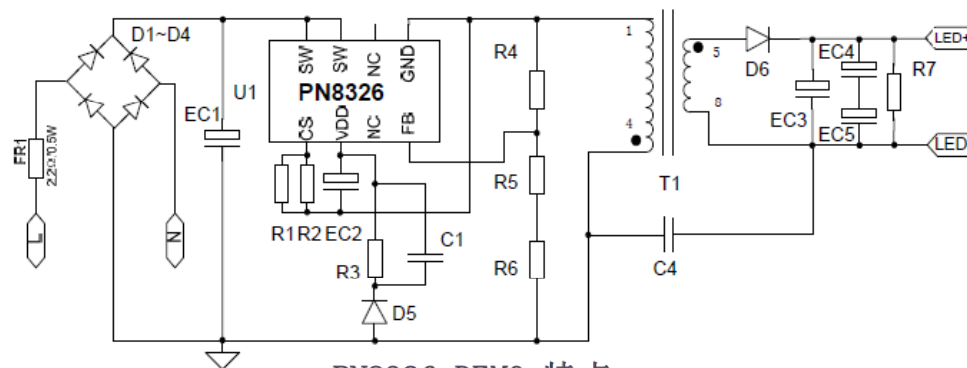 D1~D4
FR1
2.2Ω/0.5W
L
N
EC1
U1
SW
SW
NC
GND
PN8326
CS
VDD
NC
FB
R1
R2
EC2
R3
C1
D5
R4
R5
R6
1
4
5
8
T1
C4
D6
EC3
EC4
EC5
R7
LED+
LED